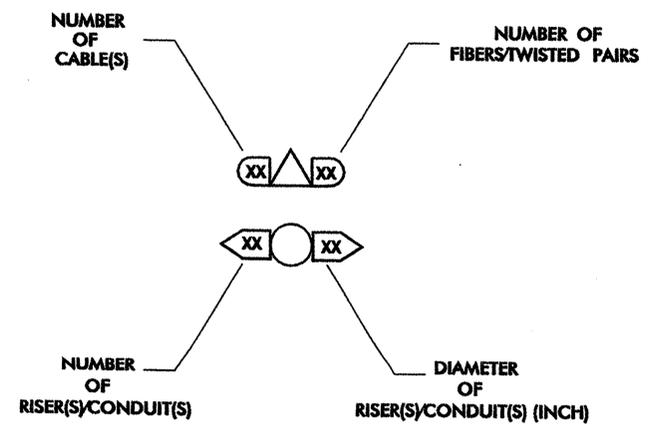 NUMBER
OF
CABLE(S)
NUMBER OF
FIBERS/TWISTED PAIRS
XX XX
XX XX
NUMBER
OF
RISER(S)/CONDUIT(S)
DIAMETER
OF
RISER(S)/CONDUIT(S) (INCH)